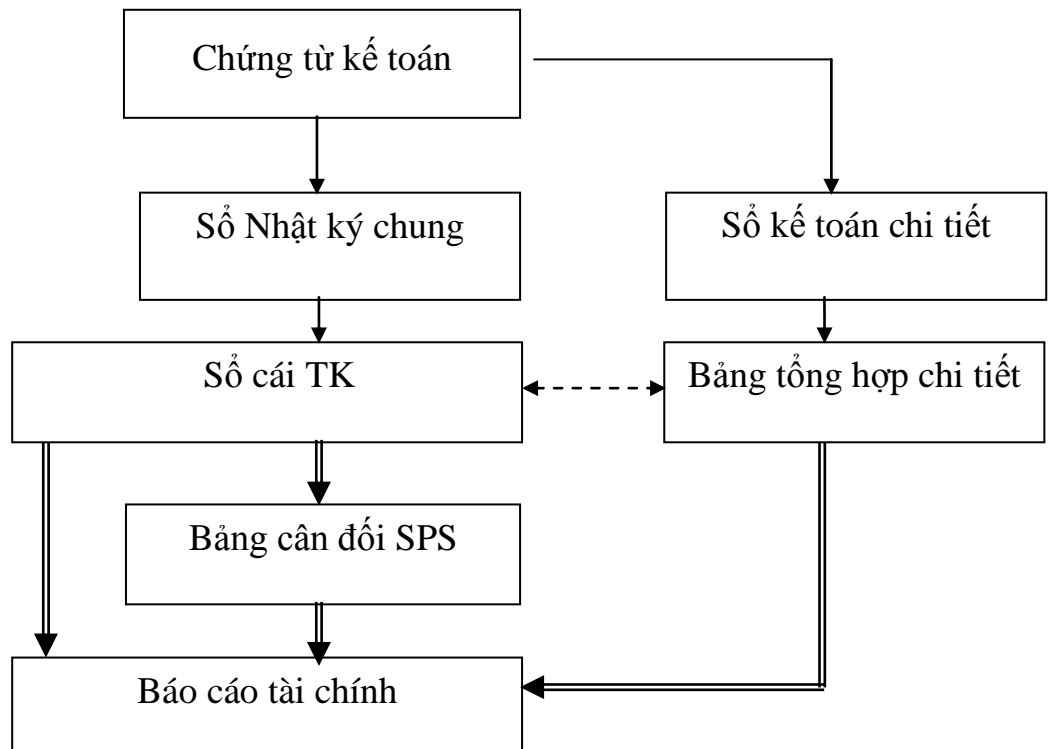 Chứng từ kế toán
Sổ Nhật ký chung
Sổ kế toán chi tiết
Sổ cái TK
Bảng tổng hợp chi tiết
Bảng cân đối SPS
Báo cáo tài chính